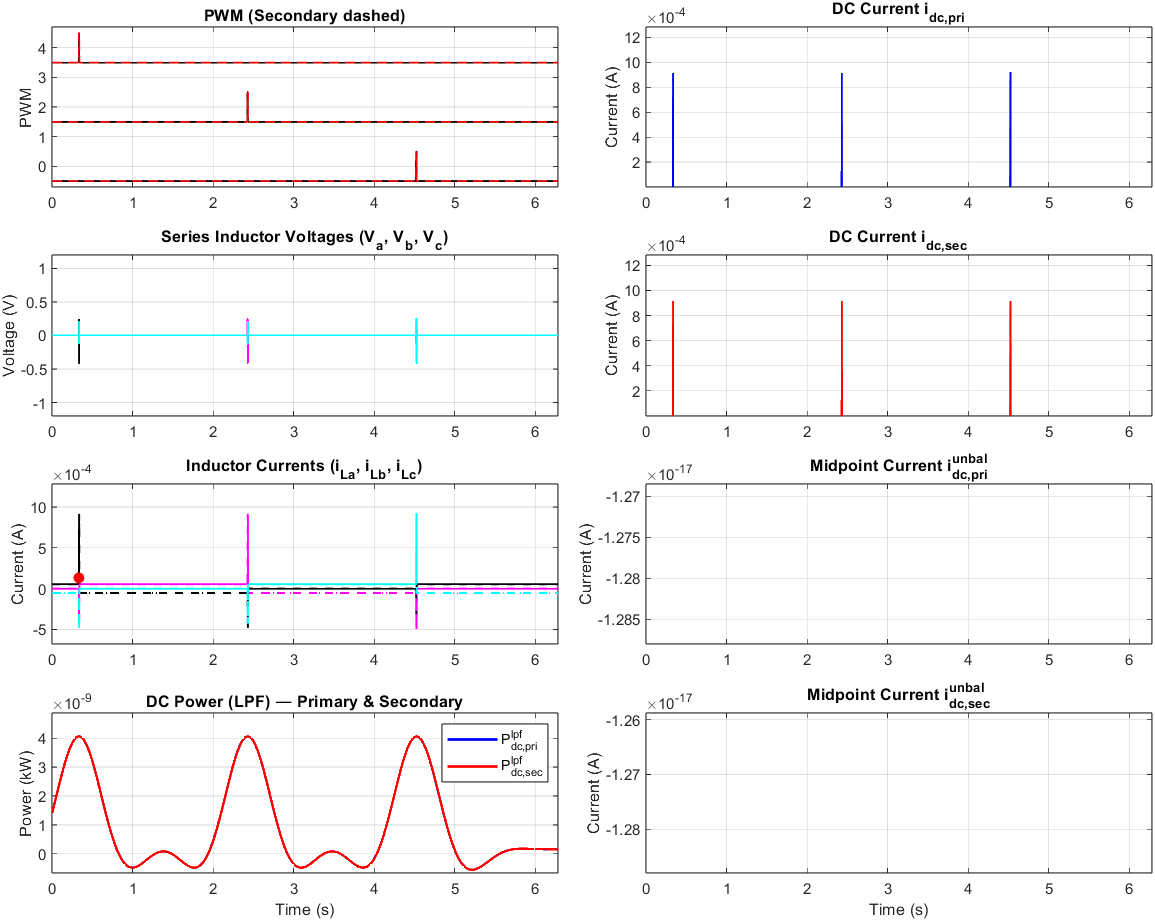 PWM (Secondary dashed)
4
3
2
1
0
PWM
0 1 2 3 4 5 6
DC Current i_dc,pri
×10^-4
12
10
8
6
4
2
Current (A)
0 1 2 3 4 5 6
Series Inductor Voltages (V_a, V_b, V_c)
1
0.5
0
-0.5
-1
Voltage (V)
0 1 2 3 4 5 6
DC Current i_dc,sec
×10^-4
12
10
8
6
4
2
Current (A)
0 1 2 3 4 5 6
Inductor Currents (i_La, i_Lb, i_Lc)
×10^-4
10
5
0
-5
Current (A)
0 1 2 3 4 5 6
Midpoint Current i_dc,pri^unbal
×10^-17
-1.27
-1.275
-1.28
-1.285
Current (A)
0 1 2 3 4 5 6
DC Power (LPF) — Primary & Secondary
×10^-9
4
3
2
1
0
Power (kW)
P_dc,pri^lpf
P_dc,sec^lpf
0 1 2 3 4 5 6
Time (s)
Midpoint Current i_dc,sec^unbal
×10^-17
-1.26
-1.27
-1.28
Current (A)
0 1 2 3 4 5 6
Time (s)